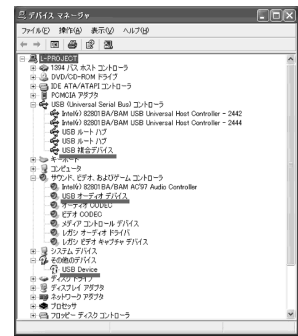 デバイス マネージャ
ファイル(F) 操作(A) 表示(V) ヘルプ(H)
L-PROJECT
1394 バス ホスト コントローラ
DVD/CD-ROM ドライブ
IDE ATA/ATAPI コントローラ
PCMCIA アダプタ
USB (Universal Serial Bus) コントローラ
Intel(r) 82801BA/BAM USB Universal Host Controller - 2442
Intel(r) 82801BA/BAM USB Universal Host Controller - 2444
USB ルート ハブ
USB ルート ハブ
USB 複合デバイス
キーボード
コンピュータ
サウンド、ビデオ、およびゲーム コントローラ
Intel(r) 82801BA/BAM AC'97 Audio Controller
USB オーディオ デバイス
オーディオ CODEC
ビデオ CODEC
メディア コントロール デバイス
レガシ オーディオ ドライバ
レガシ ビデオ キャプチャ デバイス
システム デバイス
その他のデバイス
USB Device
ディスク ドライブ
ディスプレイ アダプタ
ネットワーク アダプタ
プロセッサ
フロッピー ディスク コントローラ